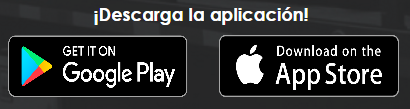 ¡Descarga la aplicación!
GET IT ON
Google Play
Download on the
App Store